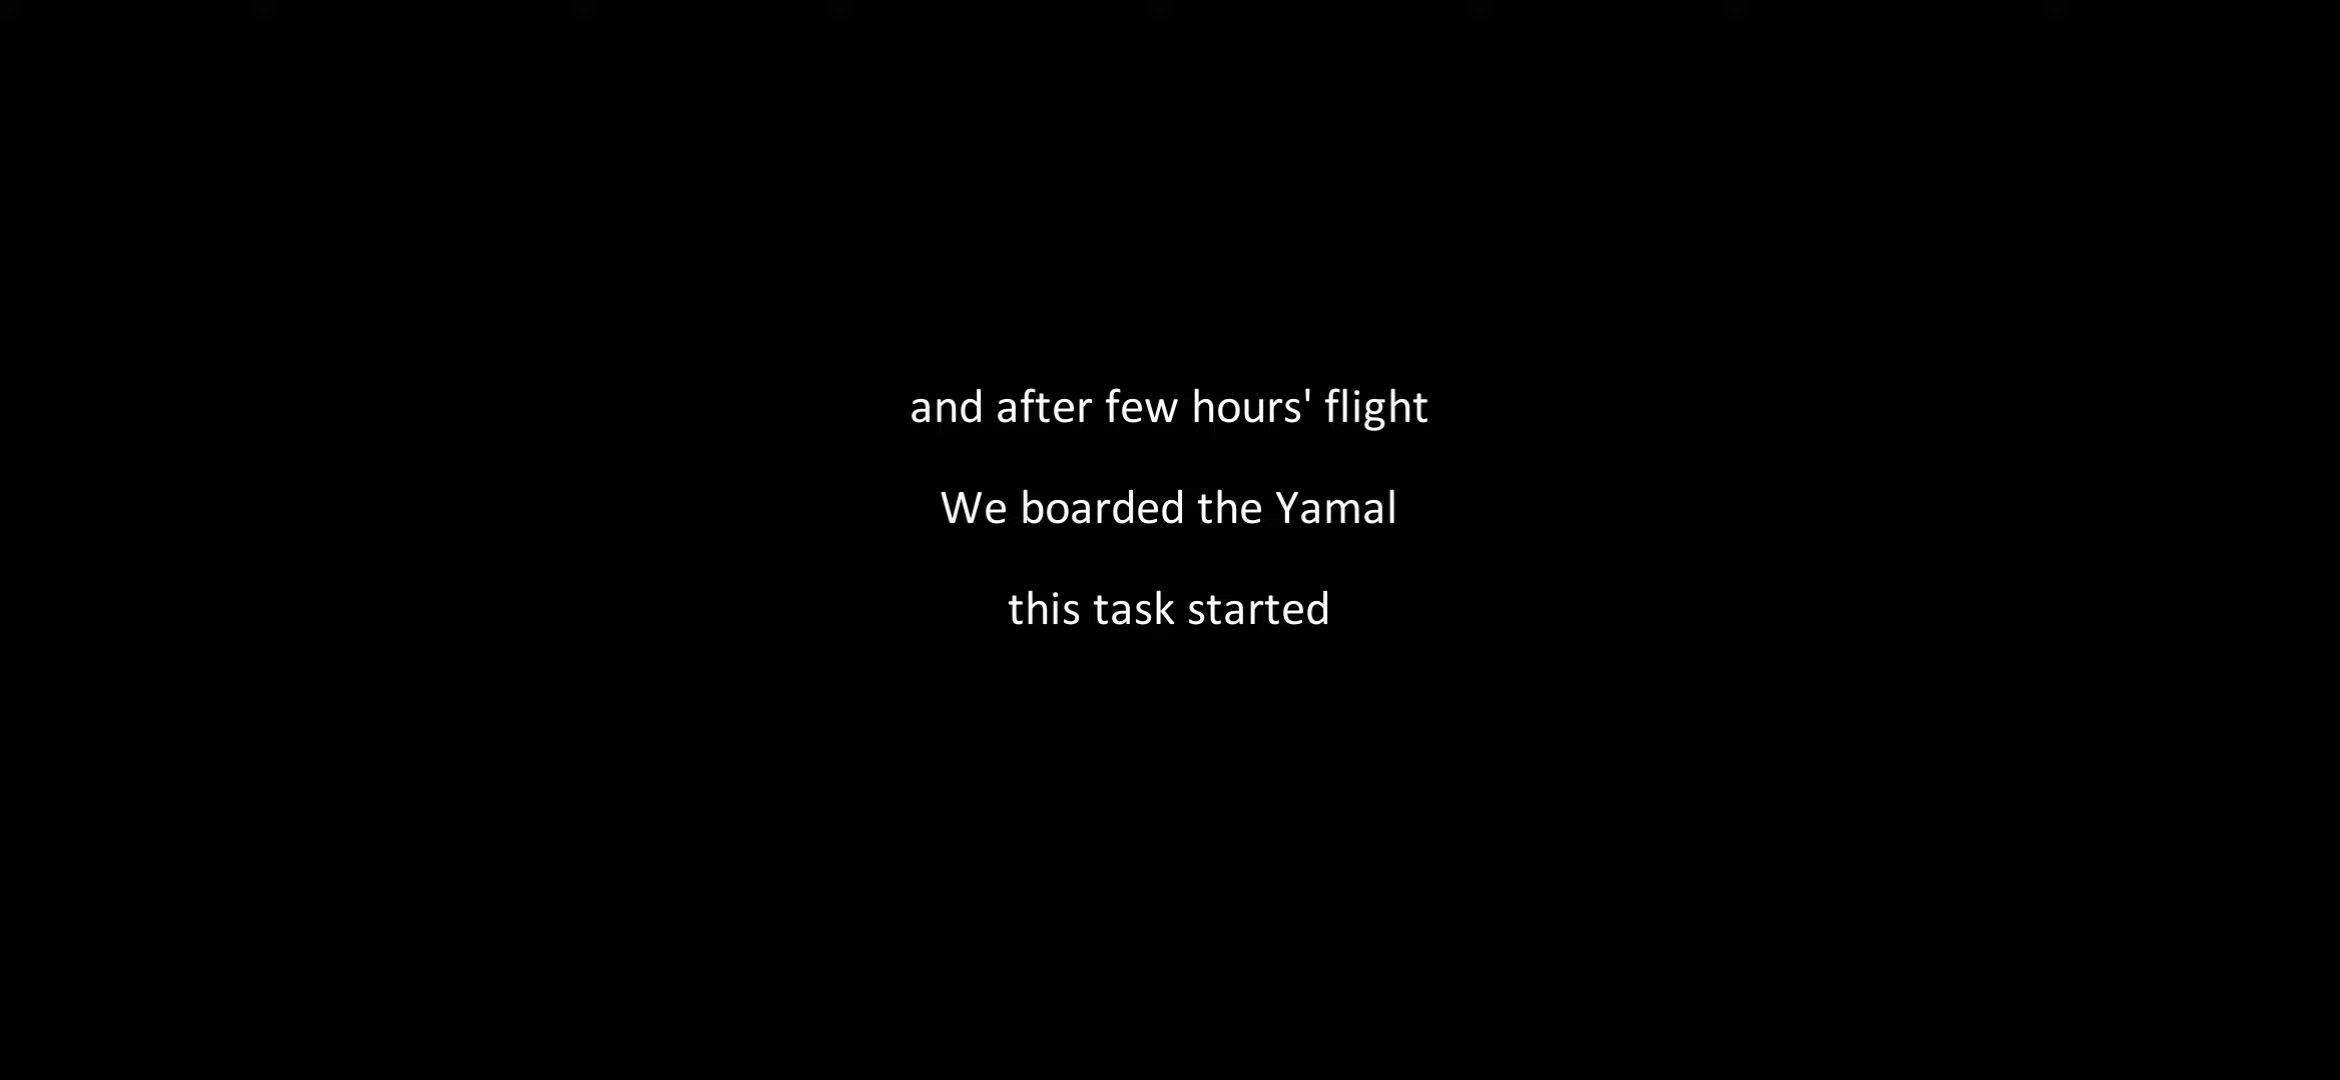 and after few hours' flight
We boarded the Yamal
this task started